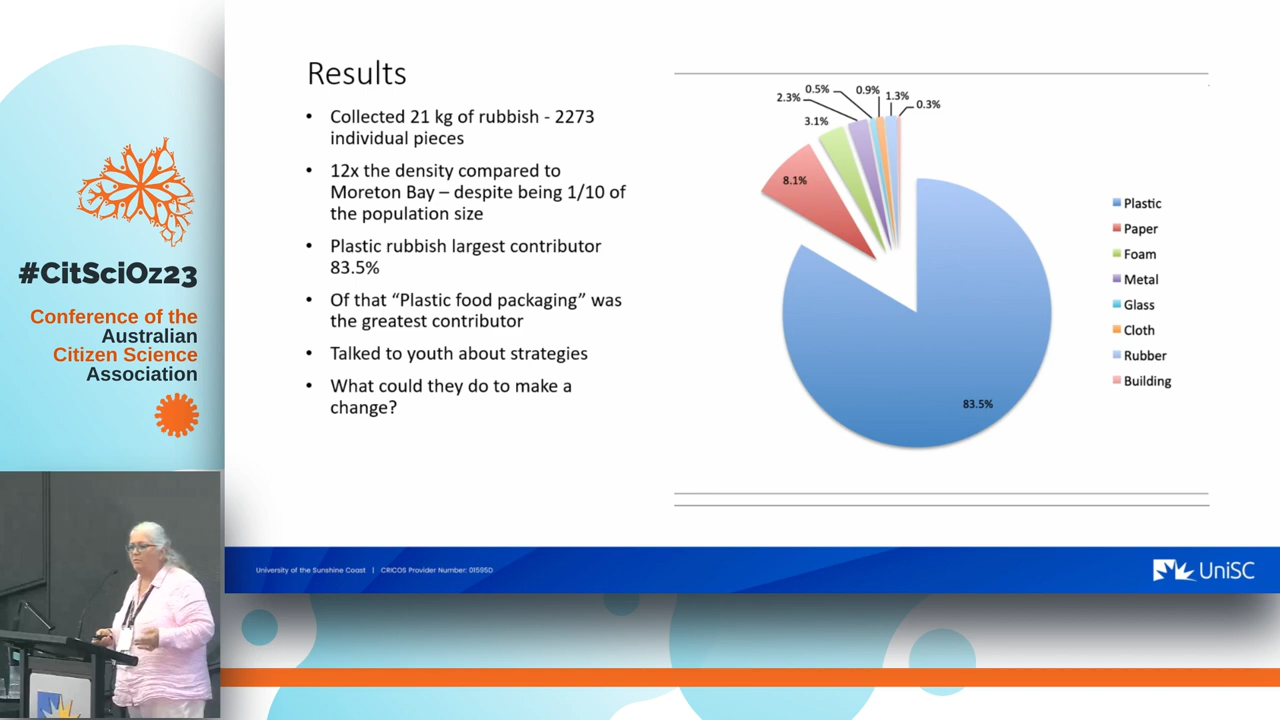 #CitSciOz23
Conference of the
Australian
Citizen Science
Association
Results
• Collected 21 kg of rubbish - 2273
individual pieces
• 12x the density compared to
Moreton Bay – despite being 1/10 of
the population size
• Plastic rubbish largest contributor
83.5%
• Of that “Plastic food packaging” was
the greatest contributor
• Talked to youth about strategies
• What could they do to make a
change?
0.5%
0.9%
1.3%
2.3%
0.3%
3.1%
8.1%
83.5%
Plastic
Paper
Foam
Metal
Glass
Cloth
Rubber
Building
University of the Sunshine Coast | CRICOS Provider Number: 01595D
UniSC